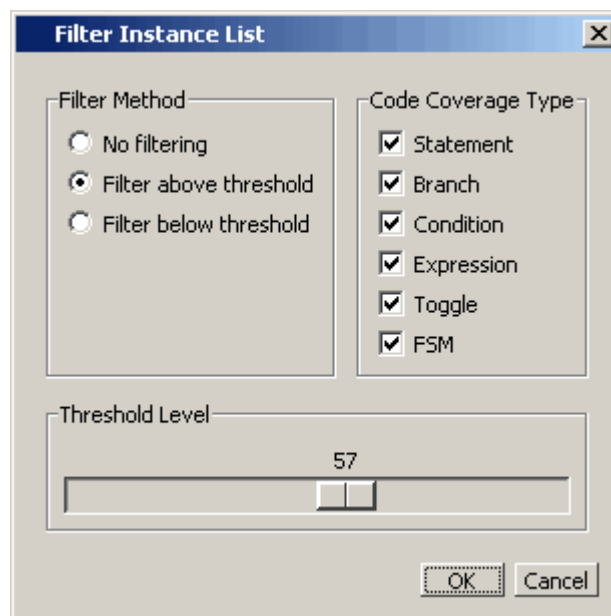 Filter Instance List
Filter Method
No filtering
Filter above threshold
Filter below threshold
Code Coverage Type
Statement
Branch
Condition
Expression
Toggle
FSM
Threshold Level
57
OK
Cancel